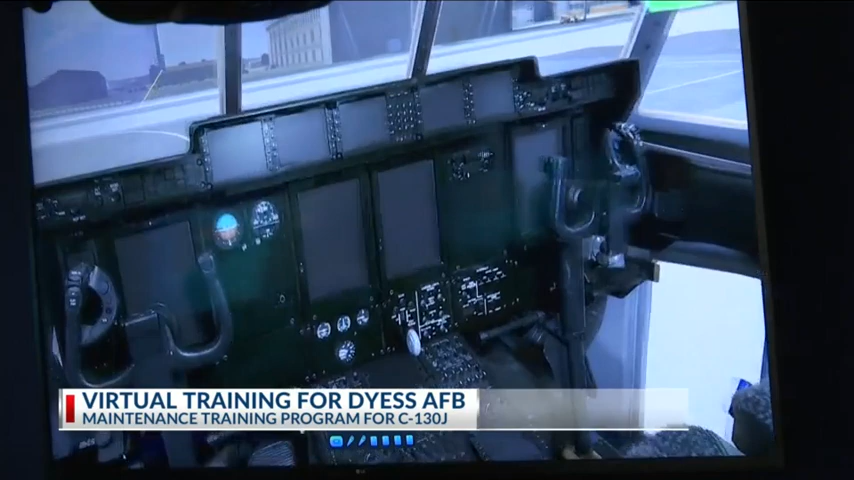 VIRTUAL TRAINING FOR DYESS AFB
MAINTENANCE TRAINING PROGRAM FOR C-130J